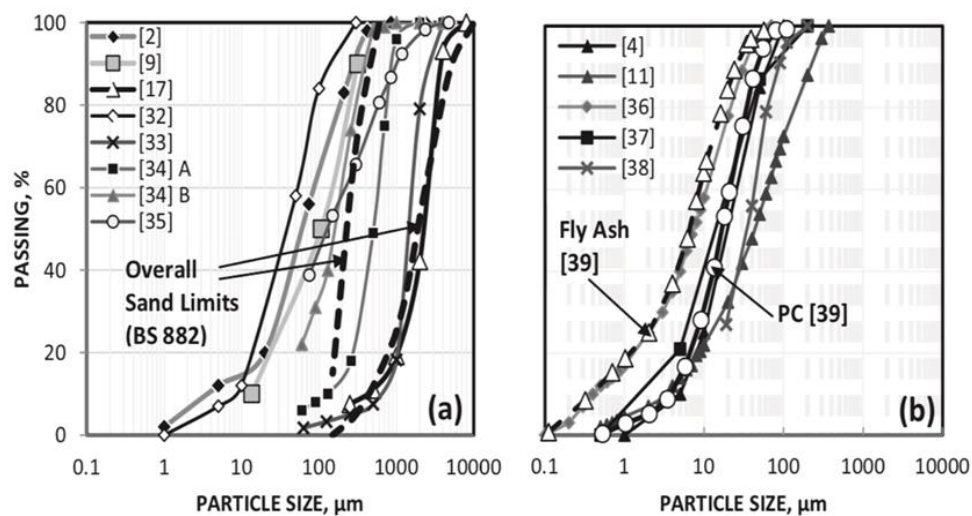 100
80
60
40
20
0
PASSING, %
[2]
[9]
[17]
[32]
[33]
[34] A
[34] B
[35]
Overall
Sand Limits
(BS 882)
(a)
0.1 1 10 100 1000 10000
PARTICLE SIZE, µm
[4]
[11]
[36]
[37]
[38]
Fly Ash
[39]
PC [39]
(b)
0.1 1 10 100 1000 10000
PARTICLE SIZE, µm